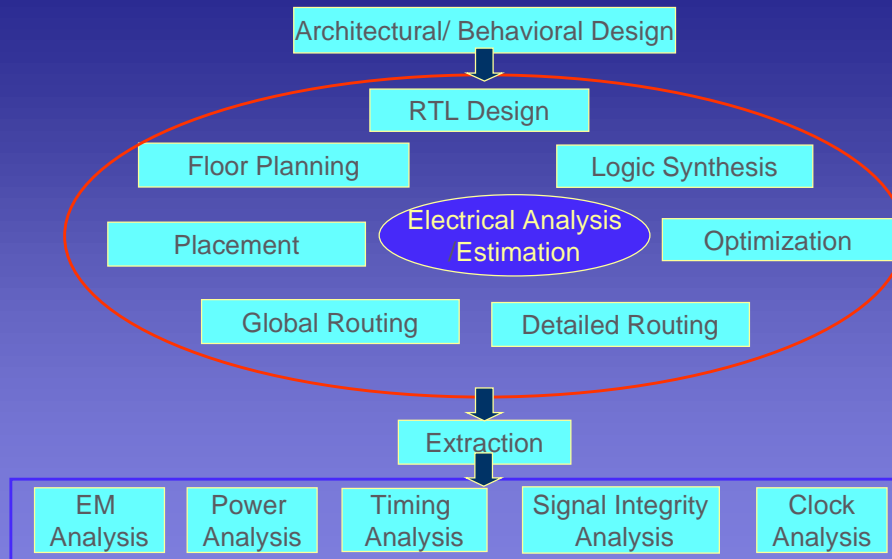 Architectural/ Behavioral Design
RTL Design
Floor Planning
Logic Synthesis
Electrical Analysis
/Estimation
Placement
Optimization
Global Routing
Detailed Routing
Extraction
EM
Analysis
Power
Analysis
Timing
Analysis
Signal Integrity
Analysis
Clock
Analysis